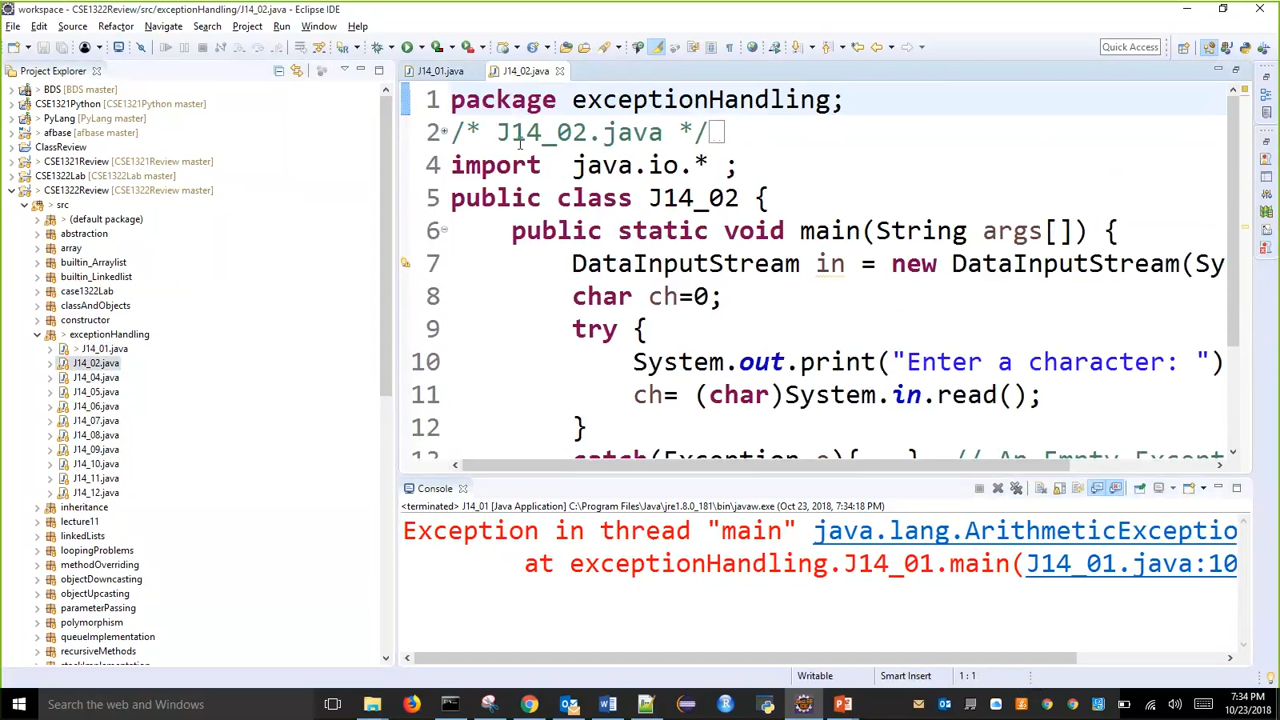 workspace - CSE1322Review/src/exceptionHandling/J14_02.java - Eclipse IDE
File Edit Source Refactor Navigate Search Project Run Window Help
Quick Access
Project Explorer
BDS [BDS master]
CSE1321Python [CSE1321Python master]
PyLang [PyLang master]
afbase [afbase master]
ClassReview
CSE1321Review [CSE1321Review master]
CSE1322Lab [CSE1322Lab master]
CSE1322Review [CSE1322Review master]
src
(default package)
abstraction
array
builtin_Arraylist
builtin_Linkedlist
case1322Lab
classAndObjects
constructor
exceptionHandling
J14_01.java
J14_02.java
J14_04.java
J14_05.java
J14_06.java
J14_07.java
J14_08.java
J14_09.java
J14_10.java
J14_11.java
J14_12.java
inheritance
lecture11
linkedLists
loopingProblems
methodOverriding
objectDowncasting
objectUpcasting
parameterPassing
polymorphism
queueImplementation
recursiveMethods
J14_01.java J14_02.java
1 package exceptionHandling;
2 /* J14_02.java */
4 import java.io.* ;
5 public class J14_02 {
6 public static void main(String args[]) {
7 DataInputStream in = new DataInputStream(Sy
8 char ch=0;
9 try {
10 System.out.print("Enter a character: ")
11 ch= (char)System.in.read();
12 }
13 catch(Exception e){ } // An Empty Except
Console
<terminated> J14_01 [Java Application] C:\Program Files\Java\jre1.8.0_181\bin\javaw.exe (Oct 23, 2018, 7:34:18 PM)
Exception in thread "main" java.lang.ArithmeticExceptio
at exceptionHandling.J14_01.main(J14_01.java:10
Writable Smart Insert 1 : 1
Search the web and Windows
7:34 PM
10/23/2018